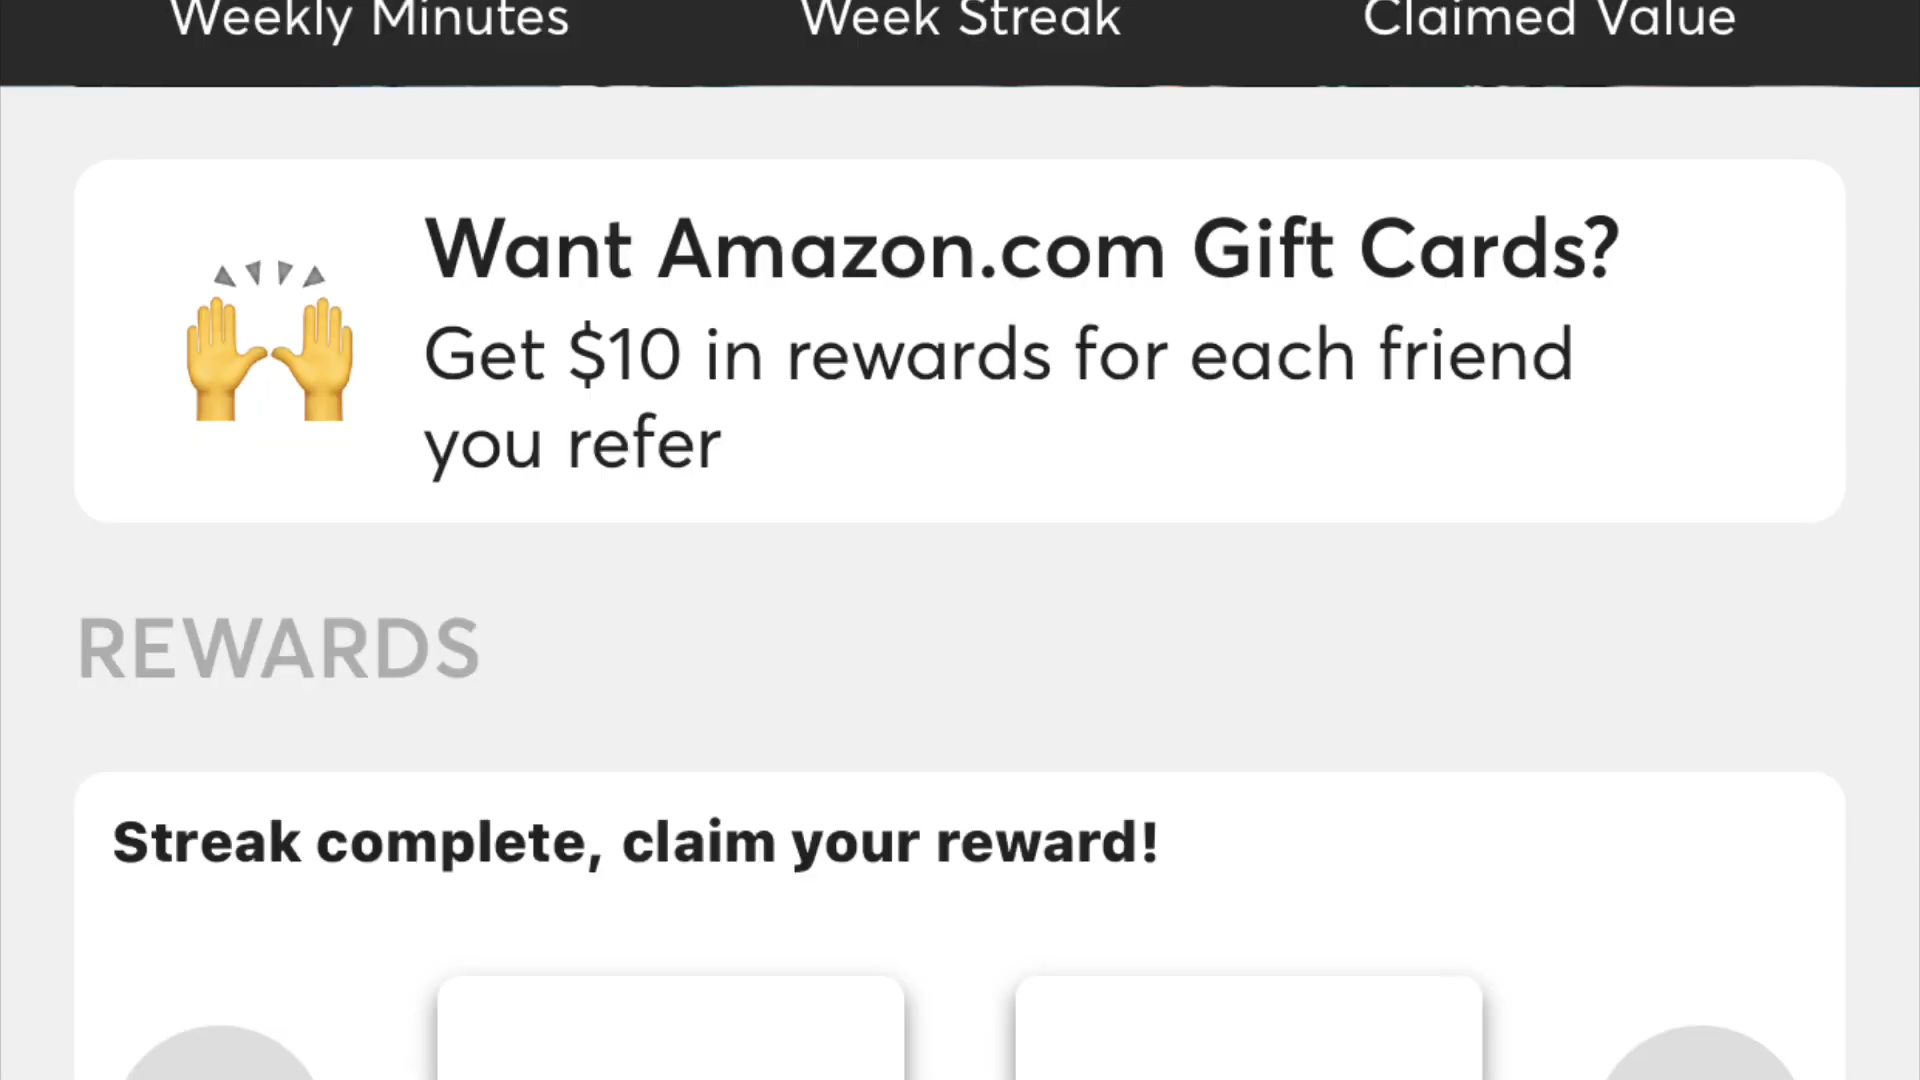 Weekly Minutes Week Streak Claimed Value
Want Amazon.com Gift Cards?
Get $10 in rewards for each friend
you refer
REWARDS
Streak complete, claim your reward!